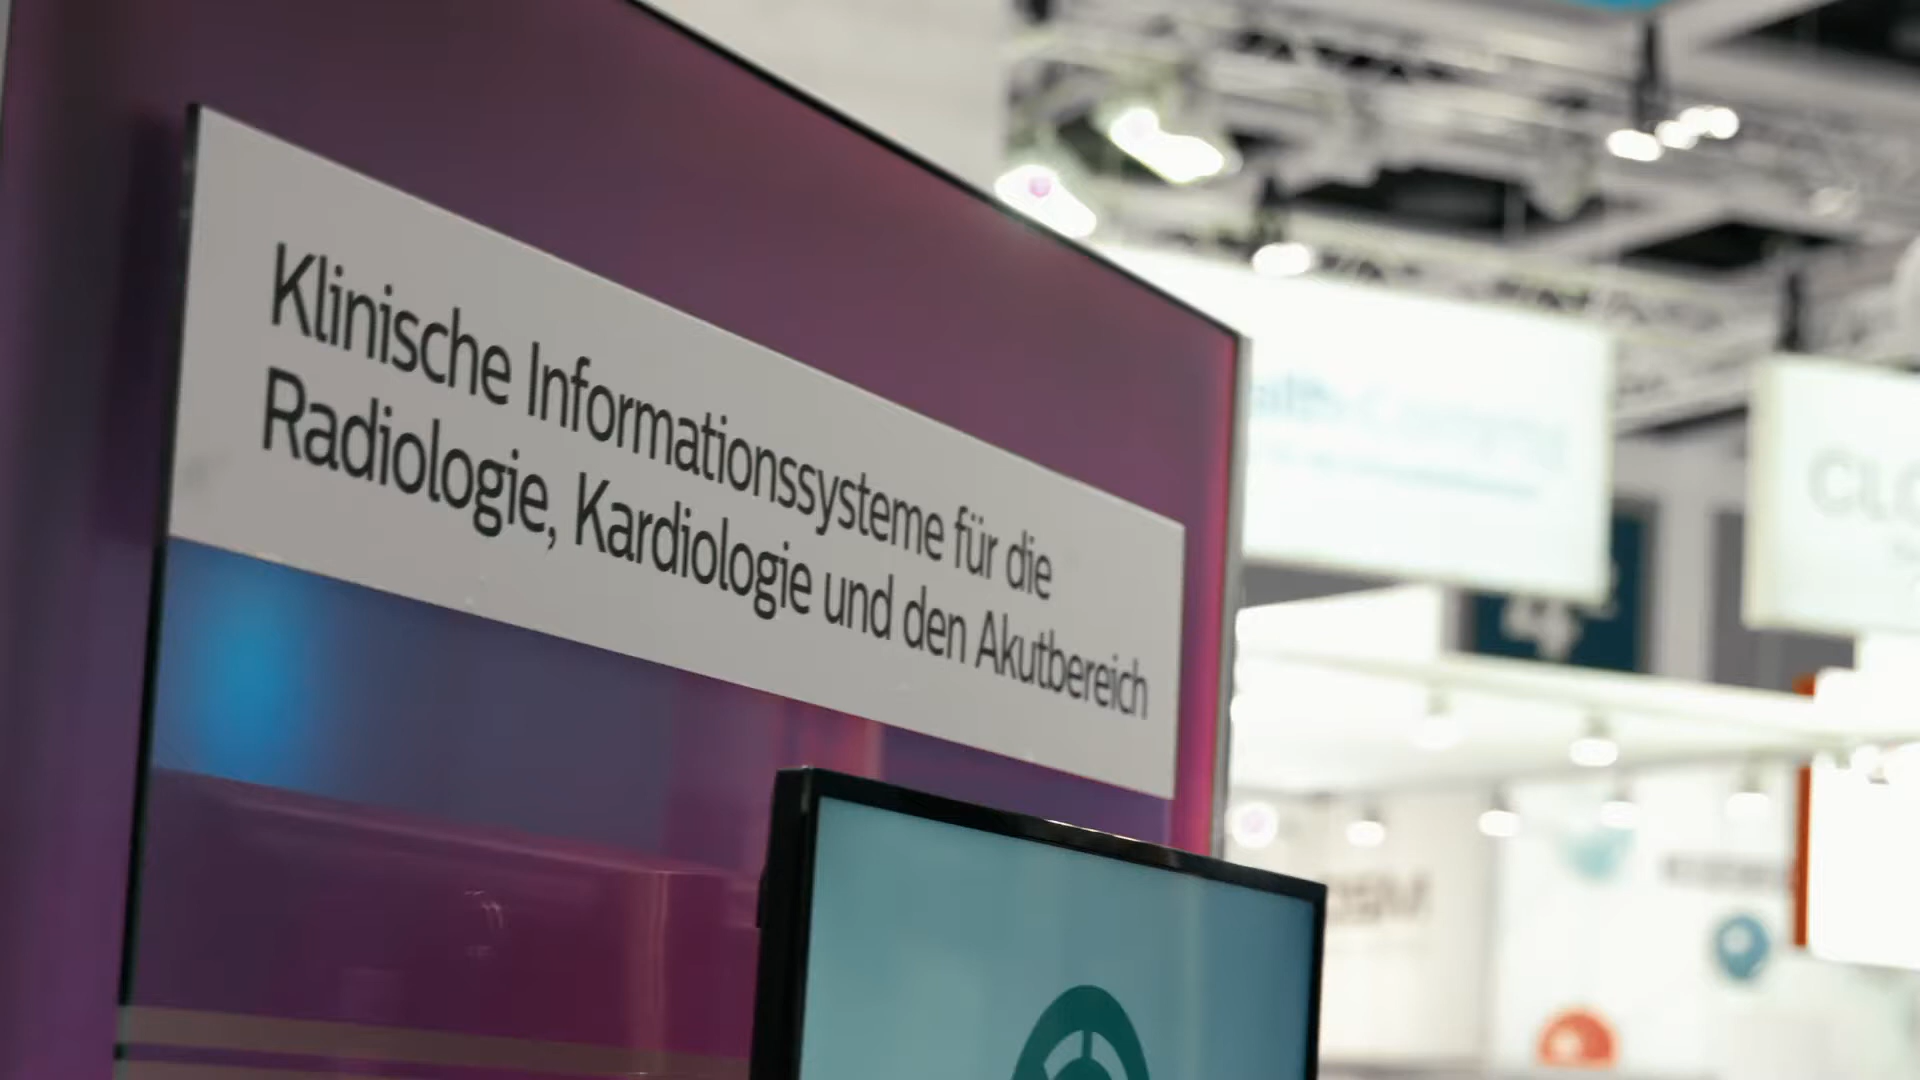 Klinische Informationssysteme für die
Radiologie, Kardiologie und den Akutbereich